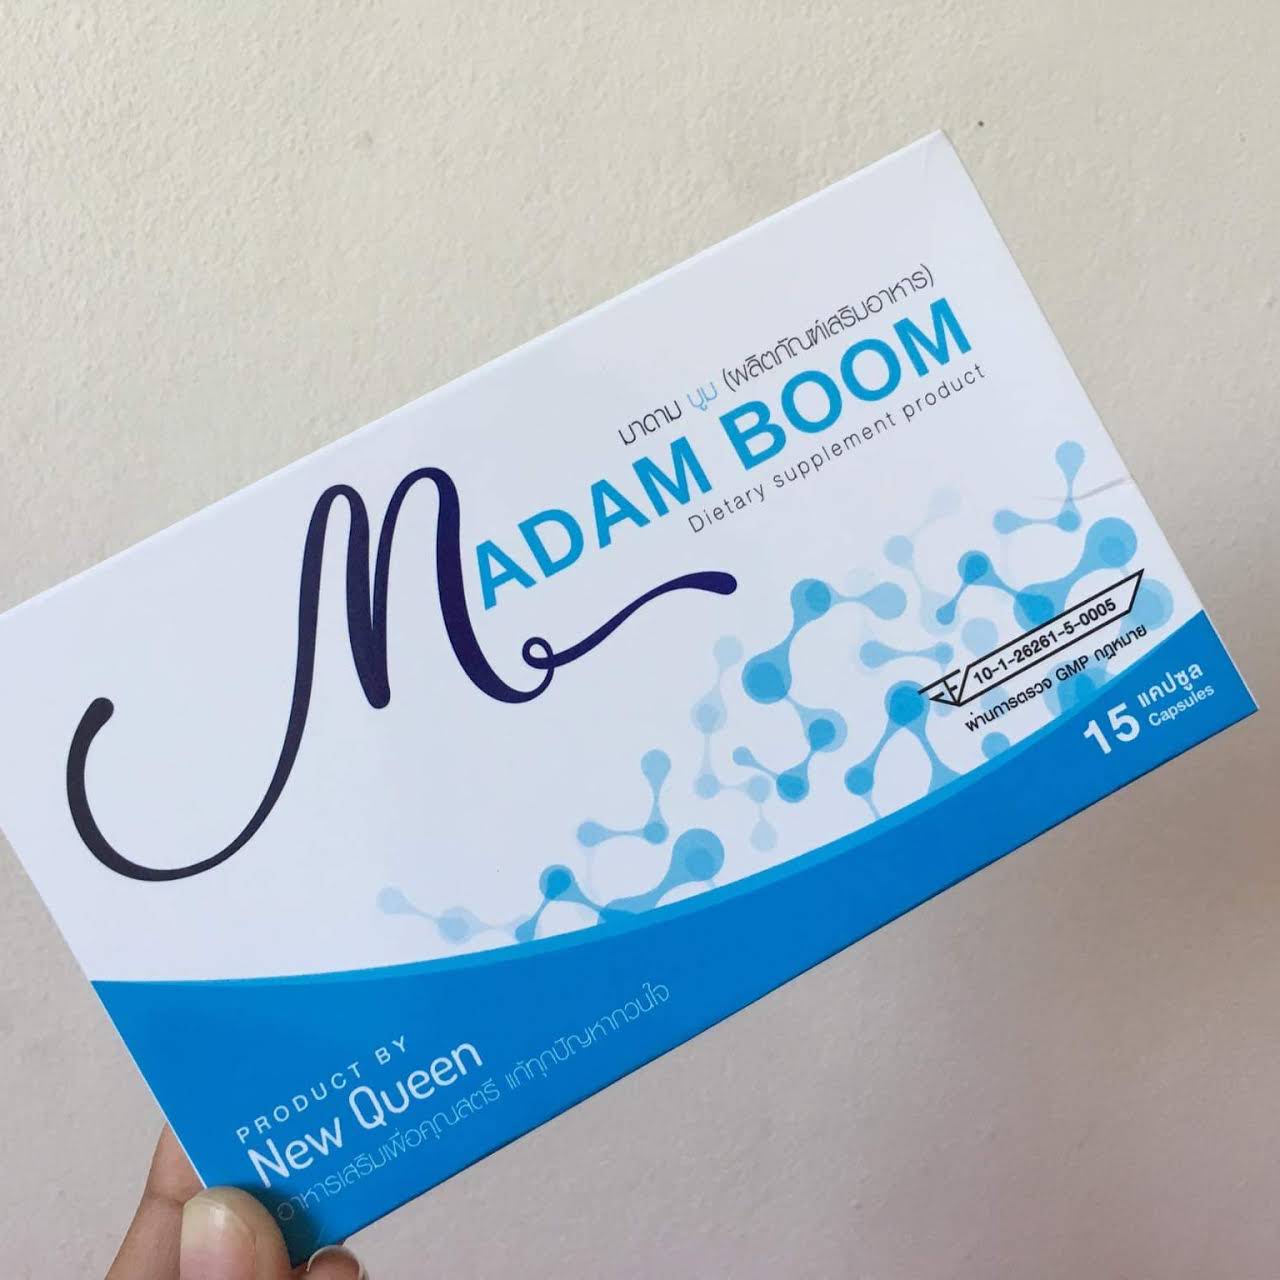 มาดาม บูม (ผลิตภัณฑ์เสริมอาหาร)
MADAM BOOM
Dietary supplement product
10-1-26261-5-0005
ผ่านการตรวจ GMP กฎหมาย
15 แคปซูล
Capsules
PRODUCT BY
New Queen
อาหารเสริมเพื่อคุณสตรี แก้ทุกปัญหากวนใจ